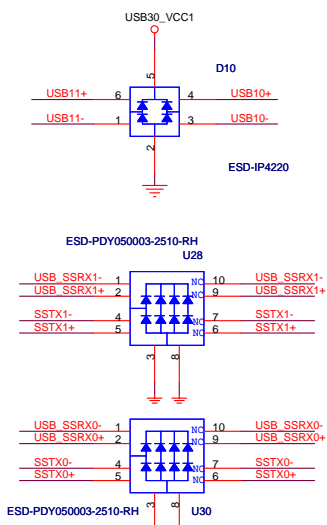 USB30_VCC1
5
D10
USB11+ 6 4 USB10+
USB11- 1 3 USB10-
2
ESD-IP4220
ESD-PDY050003-2510-RH
U28
USB_SSRX1- 1 NC 10 USB_SSRX1-
USB_SSRX1+ 2 NC 9 USB_SSRX1+
SSTX1- 4 NC 7 SSTX1-
SSTX1+ 5 NC 6 SSTX1+
3 8
USB_SSRX0- 1 NC 10 USB_SSRX0-
USB_SSRX0+ 2 NC 9 USB_SSRX0+
SSTX0- 4 NC 7 SSTX0-
SSTX0+ 5 NC 6 SSTX0+
3 8
ESD-PDY050003-2510-RH U30